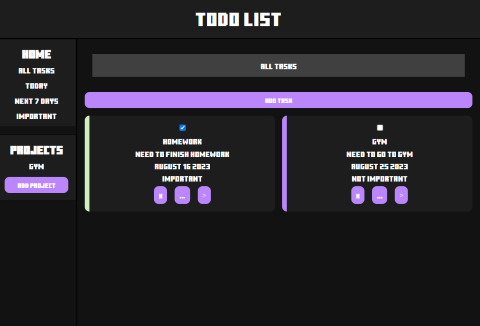 TODO LIST
HOME
ALL TASKS
TODAY
NEXT 7 DAYS
IMPORTANT
PROJECTS
GYM
ADD PROJECT
ALL TASKS
ADD TASK
HOMEWORK
NEED TO FINISH HOMEWORK
AUGUST 16 2023
IMPORTANT
X ... >
GYM
NEED TO GO TO GYM
AUGUST 25 2023
NOT IMPORTANT
X ... >